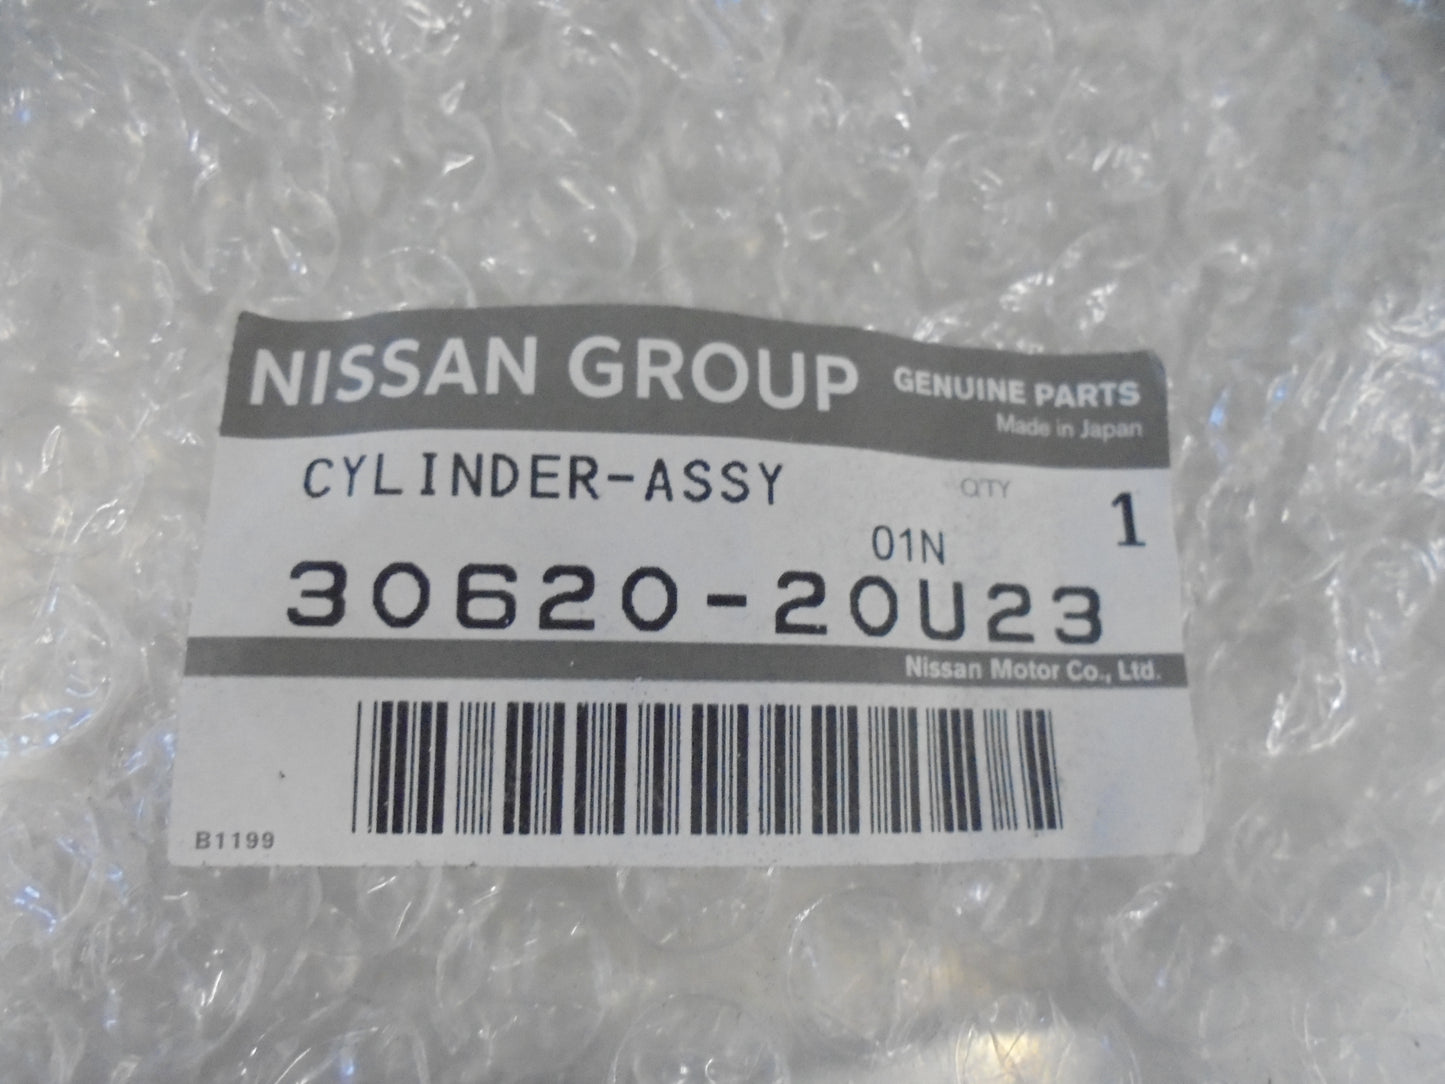 NISSAN GROUP GENUINE PARTS
Made in Japan
CYLINDER-ASSY QTY 1
01N
30620-20U23
Nissan Motor Co., Ltd.
B1199